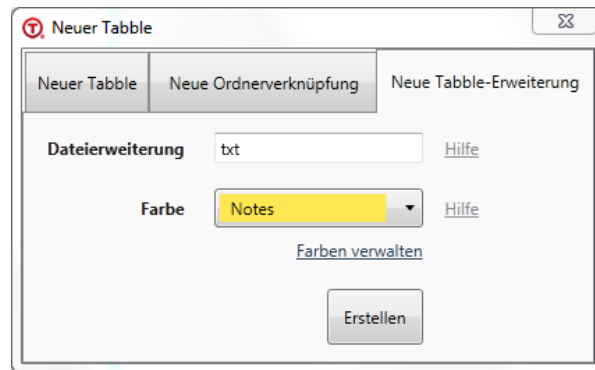 Neuer Tabble
Neuer Tabble
Neue Ordnerverknüpfung
Neue Tabble-Erweiterung
Dateierweiterung
txt
Hilfe
Farbe
Notes
Hilfe
Farben verwalten
Erstellen